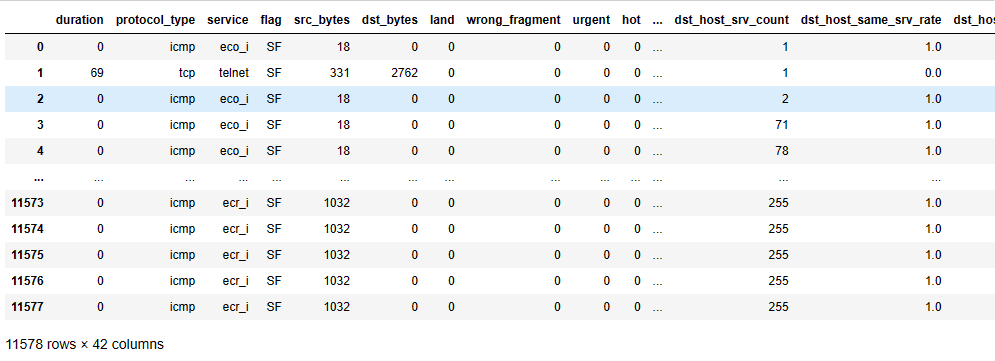 duration protocol_type service flag src_bytes dst_bytes land wrong_fragment urgent hot ... dst_host_srv_count dst_host_same_srv_rate dst_hos
0 0 icmp eco_i SF 18 0 0 0 0 0 ... 1 1.0
1 69 tcp telnet SF 331 2762 0 0 0 0 ... 1 0.0
2 0 icmp eco_i SF 18 0 0 0 0 0 ... 2 1.0
3 0 icmp eco_i SF 18 0 0 0 0 0 ... 71 1.0
4 0 icmp eco_i SF 18 0 0 0 0 0 ... 78 1.0
... ... ... ... ... ... ... ... ... ... ... ... ... ...
11573 0 icmp ecr_i SF 1032 0 0 0 0 0 ... 255 1.0
11574 0 icmp ecr_i SF 1032 0 0 0 0 0 ... 255 1.0
11575 0 icmp ecr_i SF 1032 0 0 0 0 0 ... 255 1.0
11576 0 icmp ecr_i SF 1032 0 0 0 0 0 ... 255 1.0
11577 0 icmp ecr_i SF 1032 0 0 0 0 0 ... 255 1.0
11578 rows × 42 columns